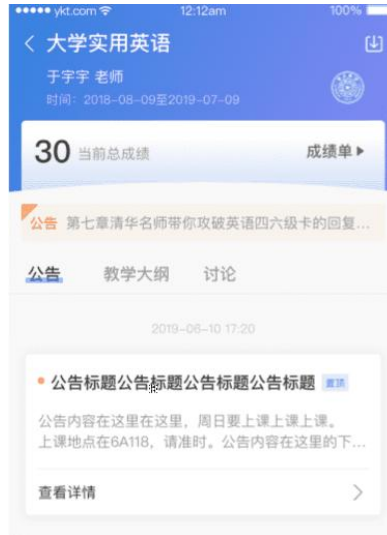 ykt.com 12:12am 100%
大学实用英语
于宇宇 老师
时间：2018-08-09至2019-07-09
30 当前总成绩 成绩单
公告 第七章清华名师带你攻破英语四六级卡的回复...
公告 教学大纲 讨论
2019-06-10 17:20
公告标题公告标题公告标题公告标题 置顶
公告内容在这里在这里，周日要上课上课上课。
上课地点在6A118，请准时。公告内容在这里的下...
查看详情